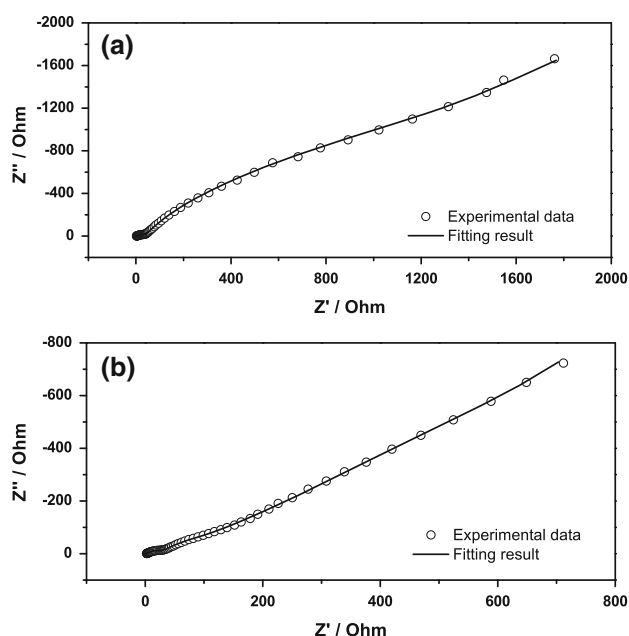 (a)
-2000
-1600
-1200
-800
-400
0
Z'' / Ohm
Experimental data
Fitting result
0 400 800 1200 1600 2000
Z' / Ohm
(b)
-800
-600
-400
-200
0
Z'' / Ohm
Experimental data
Fitting result
0 200 400 600 800
Z' / Ohm